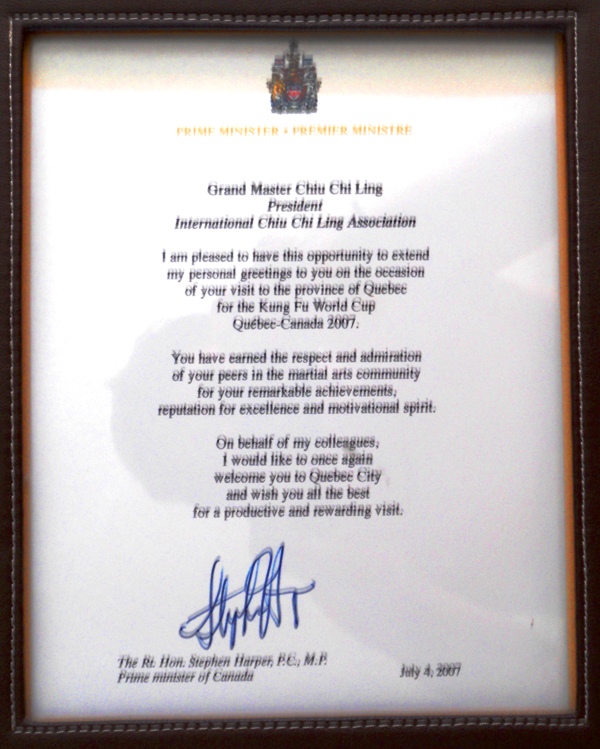 PRIME MINISTER • PREMIER MINISTRE
Grand Master Chiu Chi Ling
President
International Chiu Chi Ling Association
I am pleased to have this opportunity to extend
my personal greetings to you on the occasion
of your visit to the province of Quebec
for the Kung Fu World Cup
Québec-Canada 2007.
You have earned the respect and admiration
of your peers in the martial arts community
for your remarkable achievements,
reputation for excellence and motivational spirit.
On behalf of my colleagues,
I would like to once again
welcome you to Quebec City
and wish you all the best
for a productive and rewarding visit.
The Rt. Hon. Stephen Harper, P.C., M.P.
Prime minister of Canada
July 4, 2007